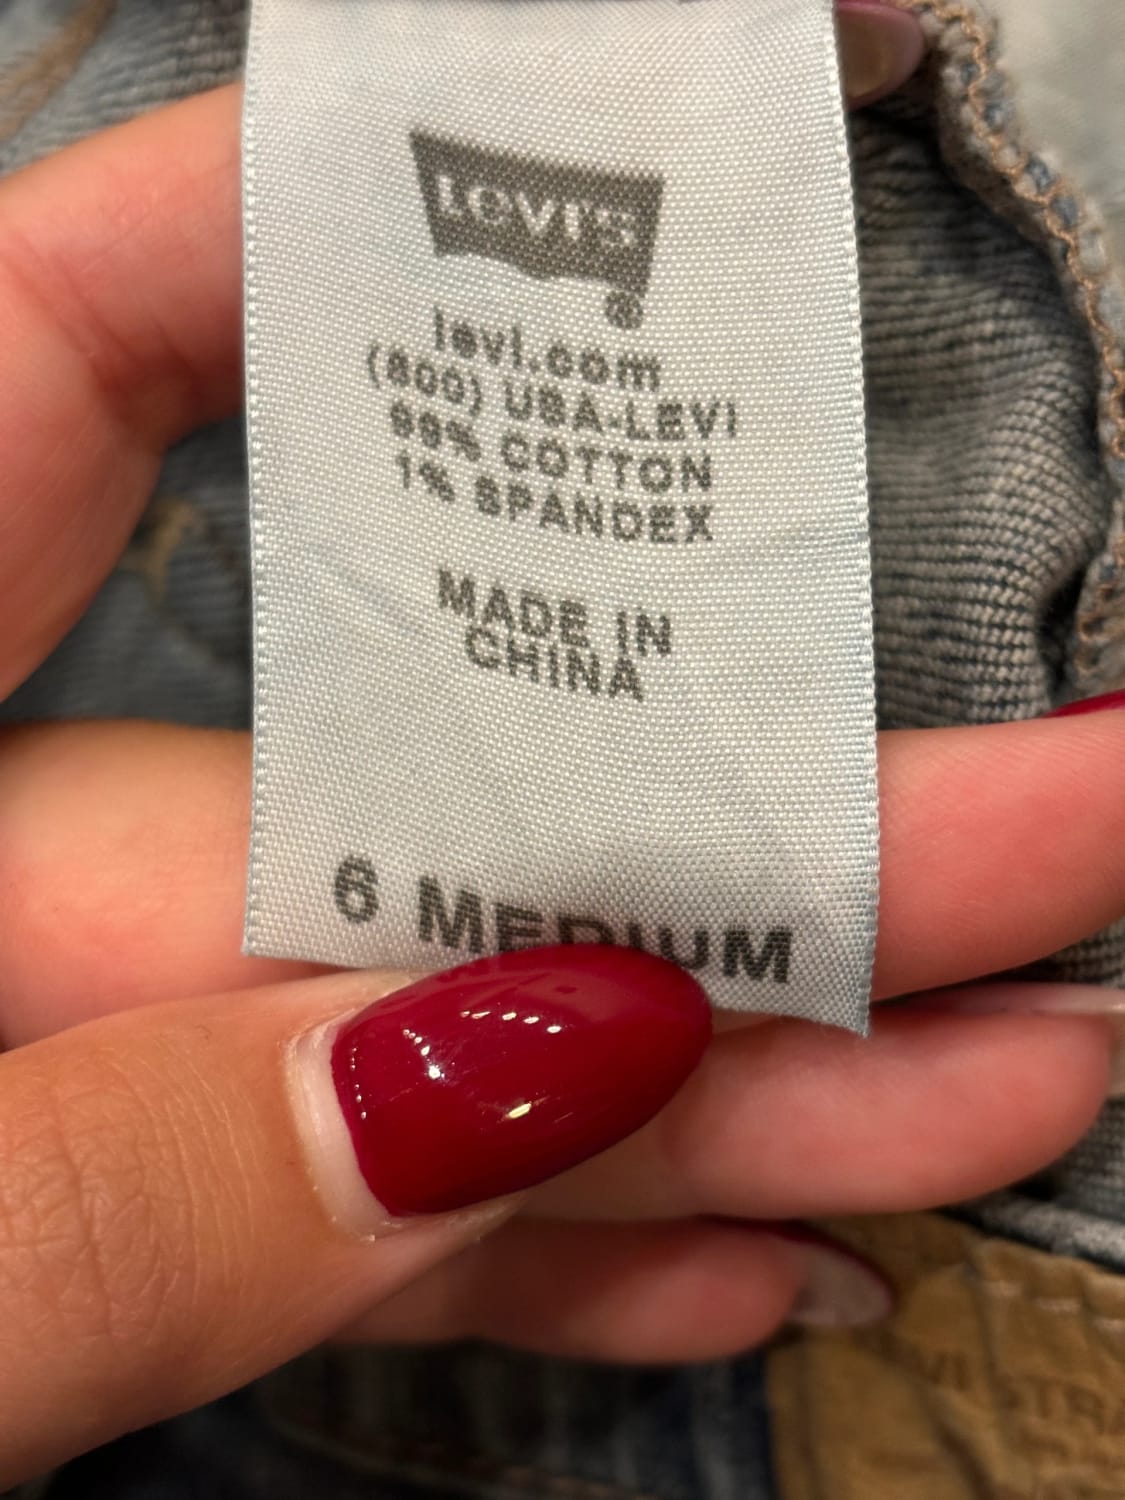 Levi's
®
levi.com
(800) USA-LEVI
99% COTTON
1% SPANDEX
MADE IN
CHINA
6 MEDIUM